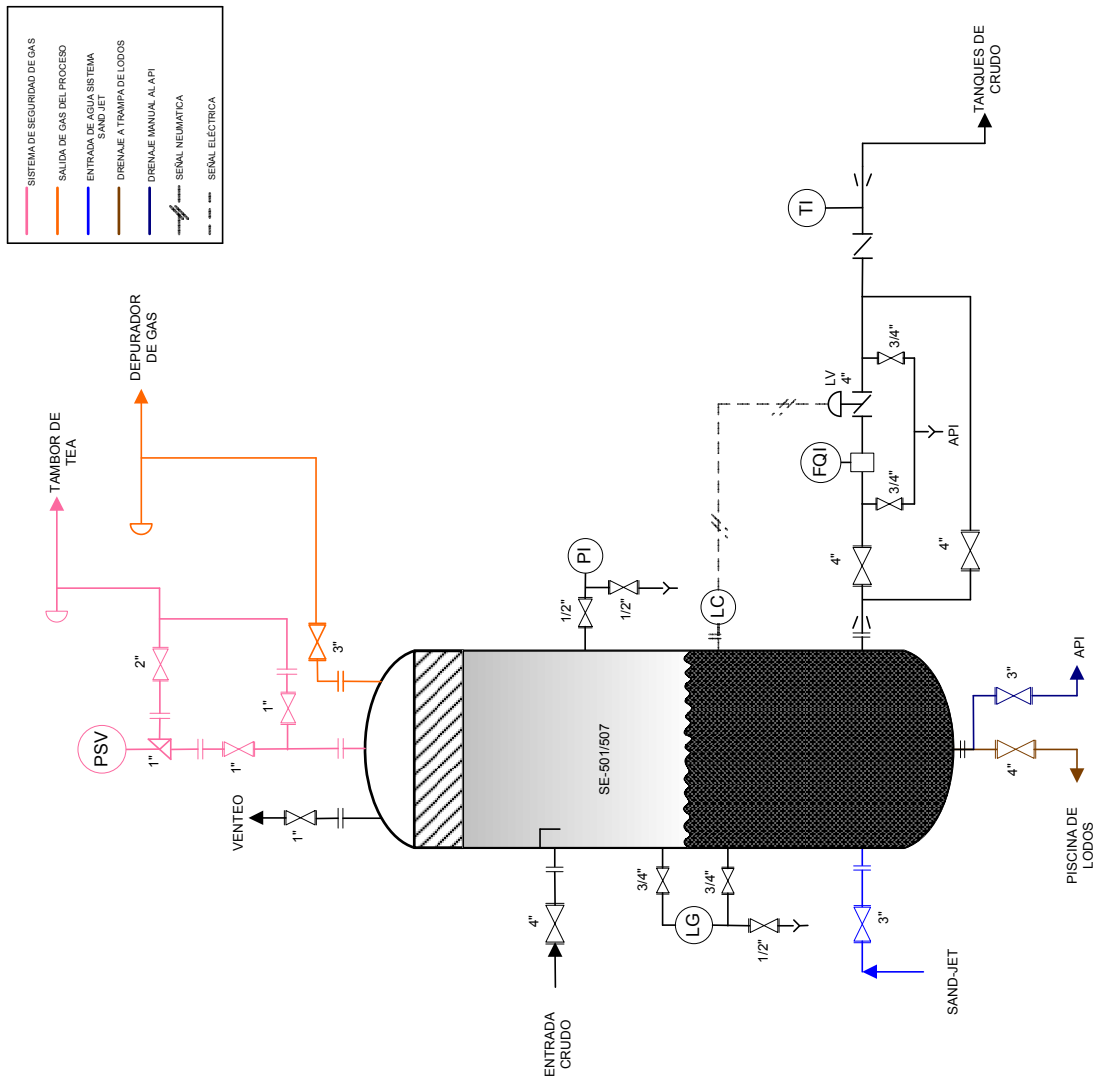 SISTEMA DE SEGURIDAD DE GAS
SALIDA DE GAS DEL PROCESO
ENTRADA DE AGUA SISTEMA
SAND JET
DRENAJE A TRAMPA DE LODOS
DRENAJE MANUAL AL API
SEÑAL NEUMATICA
SEÑAL ELÉCTRICA
TAMBOR DE
TEA
DEPURADOR
DE GAS
PSV
2"
1"
1"
1"
3"
VENTEO
1"
ENTRADA
CRUDO
4"
SE-501/507
PI
1/2"
1/2"
LC
3/4"
3/4"
LG
1/2"
SAND-JET
3"
4"
PISCINA DE
LODOS
3"
API
4"
4"
3/4"
FQI
LV
4"
3/4"
API
TI
TANQUES DE
CRUDO